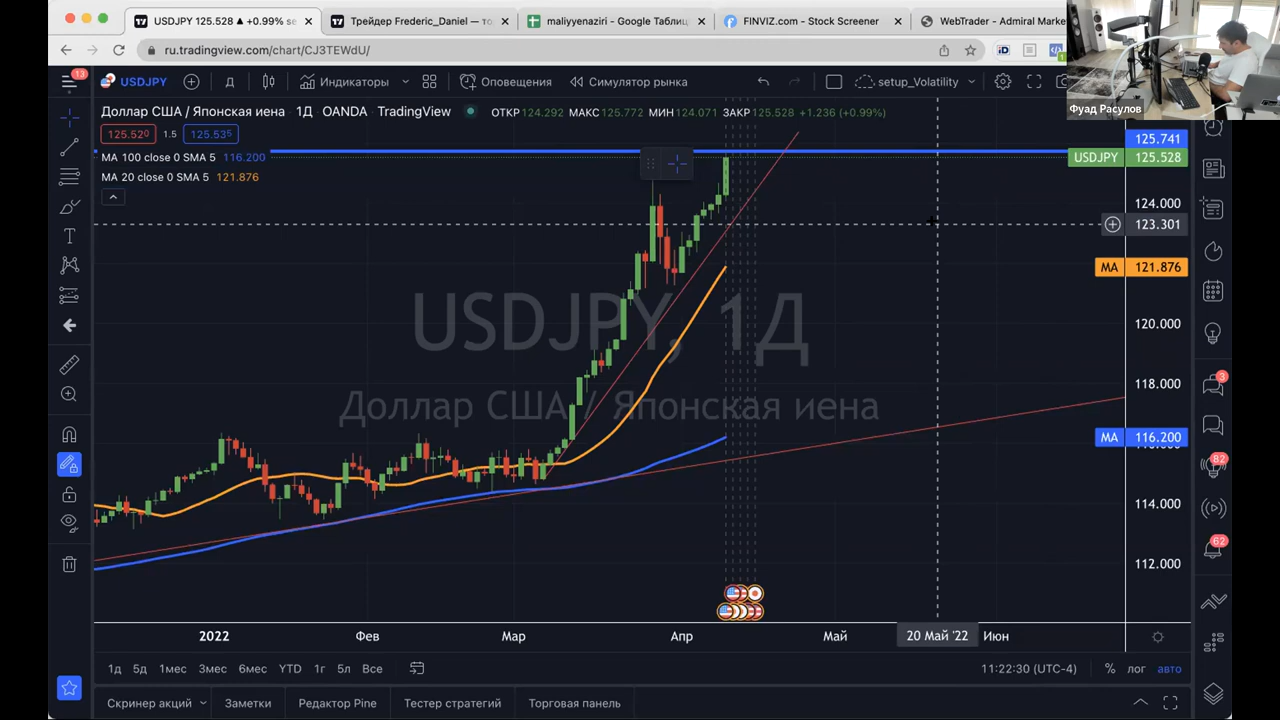 USDJPY 125.528 ▲ +0.99% se
Трейдер Frederic_Daniel — то
maliyyenaziri - Google Таблиц
FINVIZ.com - Stock Screener
WebTrader - Admiral Marke
ru.tradingview.com/chart/CJ3TEWdU/
13
USDJPY
Д
Индикаторы
Оповещения
Симулятор рынка
setup_Volatility
Фуад Расулов
Доллар США / Японская иена · 1Д · OANDA · TradingView
ОТКР 124.292 МАКС 125.772 МИН 124.071 ЗАКР 125.528 +1.236 (+0.99%)
125.520 1.5 125.535
MA 100 close 0 SMA 5 116.200
MA 20 close 0 SMA 5 121.876
125.741
USDJPY 125.528
124.000
123.301
MA 121.876
120.000
118.000
MA 116.200
114.000
112.000
USDJPY, 1Д
Доллар США / Японская иена
3
82
62
2022 Фев Мар Апр Май 20 Май '22 Июн
1д 5д 1мес 3мес 6мес YTD 1г 5л Все
11:22:30 (UTC-4) % лог авто
Скринер акций Заметки Редактор Pine Тестер стратегий Торговая панель